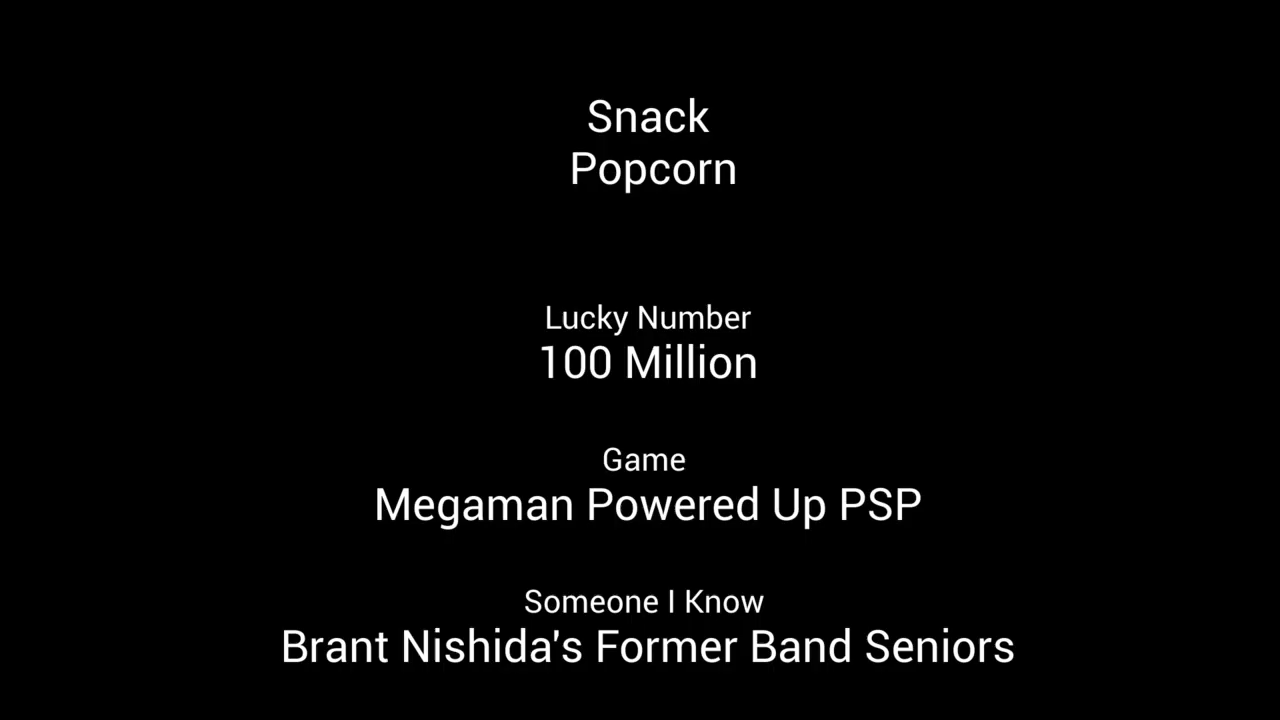 Snack
Popcorn
Lucky Number
100 Million
Game
Megaman Powered Up PSP
Someone I Know
Brant Nishida's Former Band Seniors